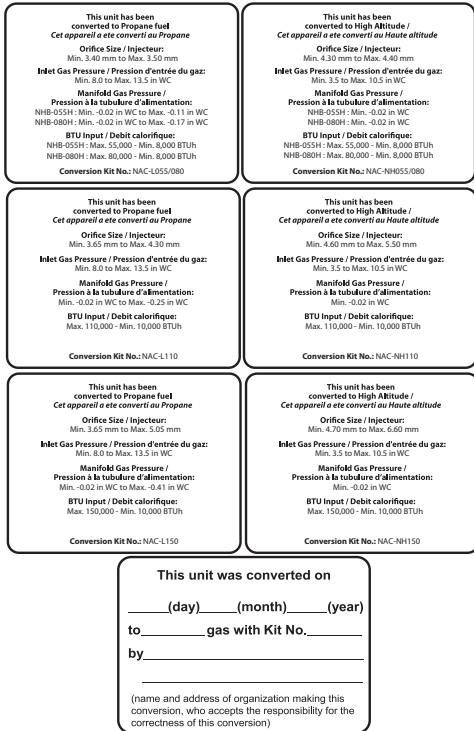 This unit has been
converted to Propane fuel
Cet appareil a ete converti au Propane
Orifice Size / Injecteur:
Min. 3.40 mm to Max. 3.50 mm
Inlet Gas Pressure / Pression d'entrée du gaz:
Min. 8.0 to Max. 13.5 in WC
Manifold Gas Pressure /
Pression à la tubulure d'alimentation:
NHB-055H : Min. -0.02 in WC to Max. -0.11 in WC
NHB-080H : Min. -0.02 in WC to Max. -0.17 in WC
BTU Input / Debit calorifique:
NHB-055H : Max. 55,000 - Min. 8,000 BTUh
NHB-080H : Max. 80,000 - Min. 8,000 BTUh
Conversion Kit No.: NAC-L055/080
This unit has been
converted to High Altitude /
Cet appareil a ete converti au Haute altitude
Orifice Size / Injecteur:
Min. 4.30 mm to Max. 4.40 mm
Inlet Gas Pressure / Pression d'entrée du gaz:
Min. 3.5 to Max. 10.5 in WC
Manifold Gas Pressure /
Pression à la tubulure d'alimentation:
NHB-055H : Min. -0.02 in WC
NHB-080H : Min. -0.02 in WC
BTU Input / Debit calorifique:
NHB-055H : Max. 55,000 - Min. 8,000 BTUh
NHB-080H : Max. 80,000 - Min. 8,000 BTUh
Conversion Kit No.: NAC-NH055/080
This unit has been
converted to Propane fuel
Cet appareil a ete converti au Propane
Orifice Size / Injecteur:
Min. 3.65 mm to Max. 4.30 mm
Inlet Gas Pressure / Pression d'entrée du gaz:
Min. 8.0 to Max. 13.5 in WC
Manifold Gas Pressure /
Pression à la tubulure d'alimentation:
Min. -0.02 in WC to Max. -0.25 in WC
BTU Input / Debit calorifique:
Max. 110,000 - Min. 10,000 BTUh
Conversion Kit No.: NAC-L110
This unit has been
converted to High Altitude /
Cet appareil a ete converti au Haute altitude
Orifice Size / Injecteur:
Min. 4.60 mm to Max. 5.50 mm
Inlet Gas Pressure / Pression d'entrée du gaz:
Min. 3.5 to Max. 10.5 in WC
Manifold Gas Pressure /
Pression à la tubulure d'alimentation:
Min. -0.02 in WC
BTU Input / Debit calorifique:
Max. 110,000 - Min. 10,000 BTUh
Conversion Kit No.: NAC-NH110
This unit has been
converted to Propane fuel
Cet appareil a ete converti au Propane
Orifice Size / Injecteur:
Min. 3.65 mm to Max. 5.05 mm
Inlet Gas Pressure / Pression d'entrée du gaz:
Min. 8.0 to Max. 13.5 in WC
Manifold Gas Pressure /
Pression à la tubulure d'alimentation:
Min. -0.02 in WC to Max. -0.41 in WC
BTU Input / Debit calorifique:
Max. 150,000 - Min. 10,000 BTUh
Conversion Kit No.: NAC-L150
This unit has been
converted to High Altitude /
Cet appareil a ete converti au Haute altitude
Orifice Size / Injecteur:
Min. 4.70 mm to Max. 6.60 mm
Inlet Gas Pressure / Pression d'entrée du gaz:
Min. 3.5 to Max. 10.5 in WC
Manifold Gas Pressure /
Pression à la tubulure d'alimentation:
Min. -0.02 in WC
BTU Input / Debit calorifique:
Max. 150,000 - Min. 10,000 BTUh
Conversion Kit No.: NAC-NH150
This unit was converted on
_____(day)_____(month)_____(year)
to________gas with Kit No.________
by________________________________
(name and address of organization making this
conversion, who accepts the responsibility for the
correctness of this conversion)